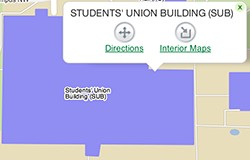 STUDENTS' UNION BUILDING (SUB)
Directions
Interior Maps
Students' Union
Building (SUB)